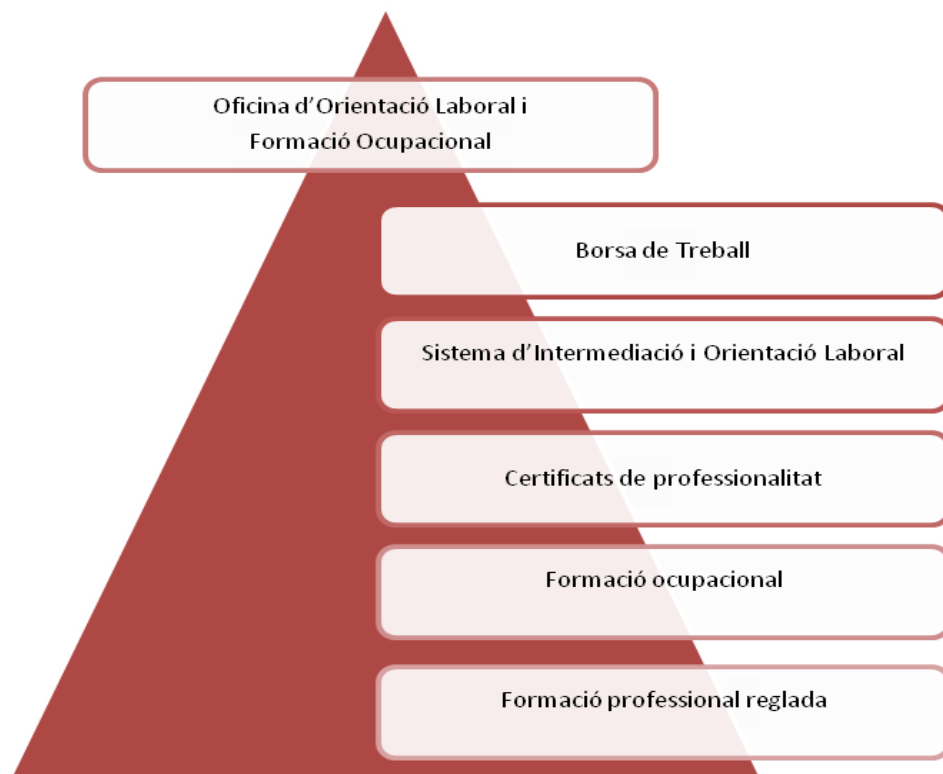 Oficina d’Orientació Laboral i
Formació Ocupacional
Borsa de Treball
Sistema d’Intermediació i Orientació Laboral
Certificats de professionalitat
Formació ocupacional
Formació professional reglada